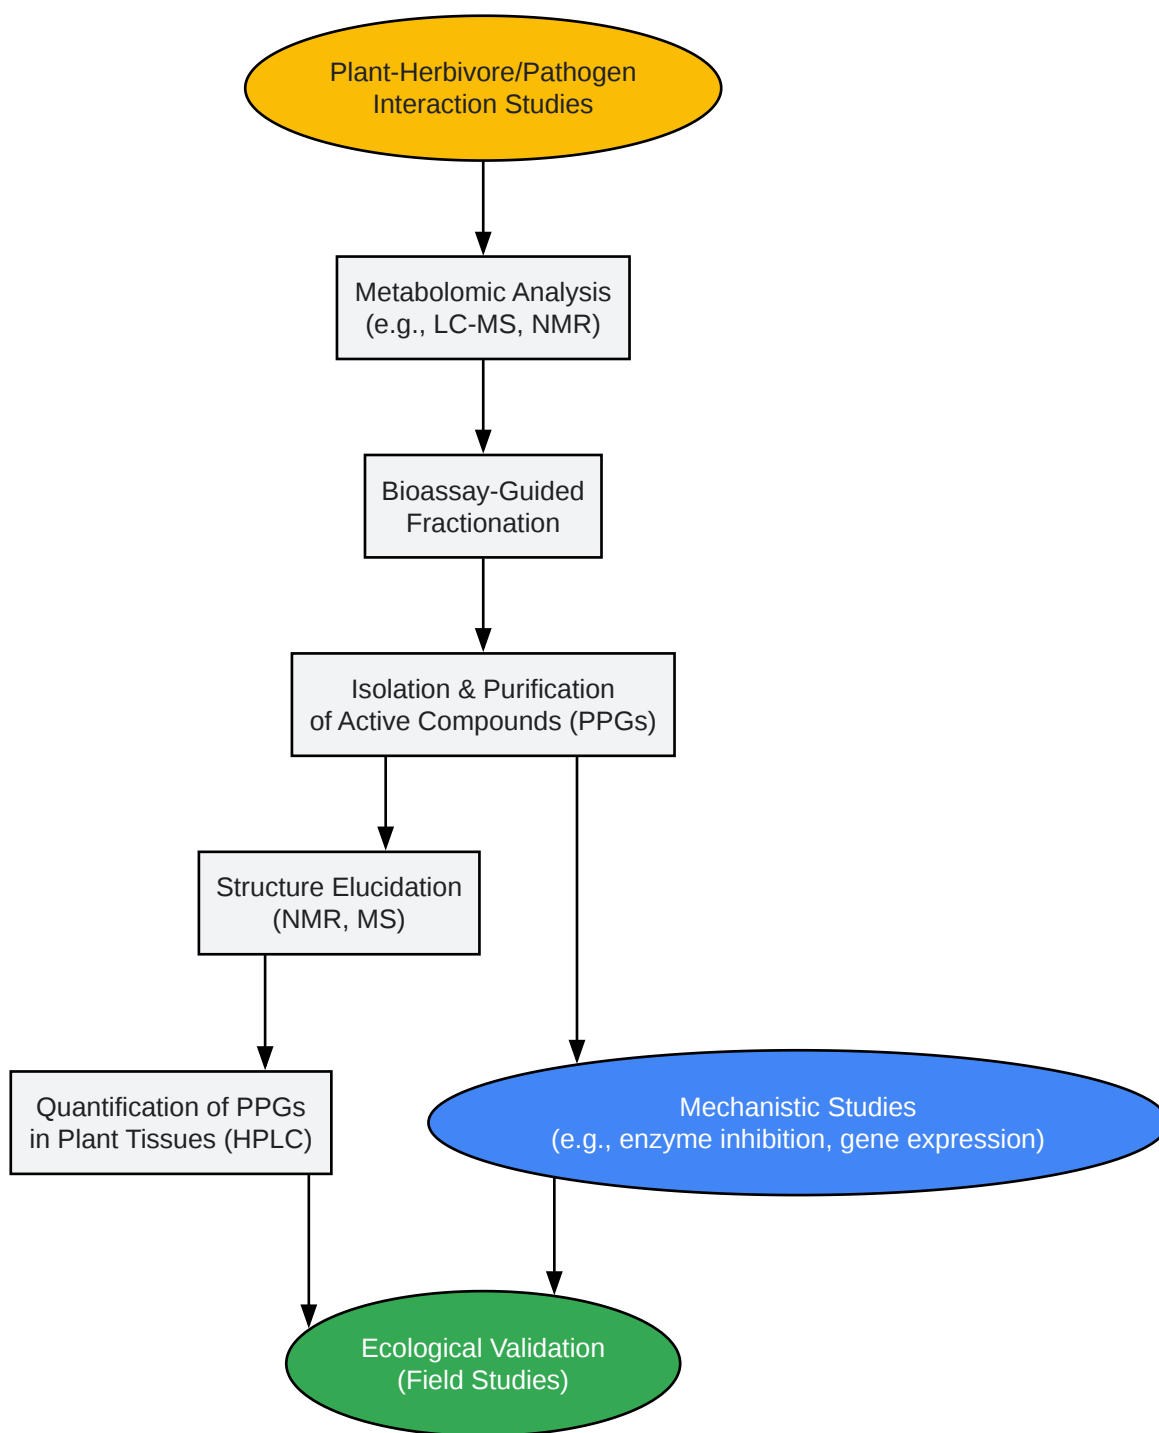 Plant-Herbivore/Pathogen
Interaction Studies
Metabolomic Analysis
(e.g., LC-MS, NMR)
Bioassay-Guided
Fractionation
Isolation & Purification
of Active Compounds (PPGs)
Structure Elucidation
(NMR, MS)
Quantification of PPGs
in Plant Tissues (HPLC)
Mechanistic Studies
(e.g., enzyme inhibition, gene expression)
Ecological Validation
(Field Studies)